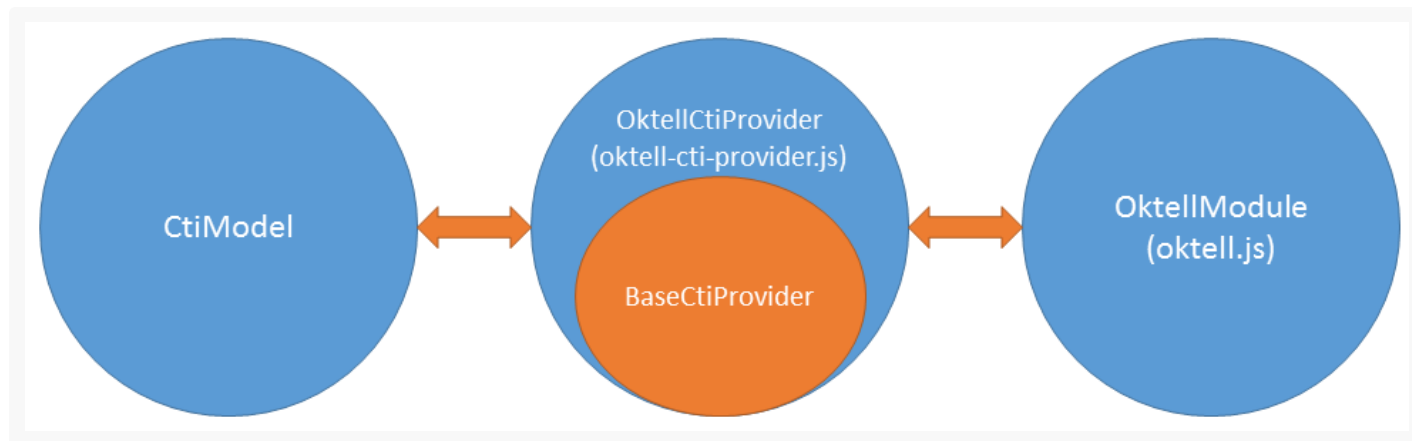 CtiModel
OktellCtiProvider
(oktell-cti-provider.js)
BaseCtiProvider
OktellModule
(oktell.js)